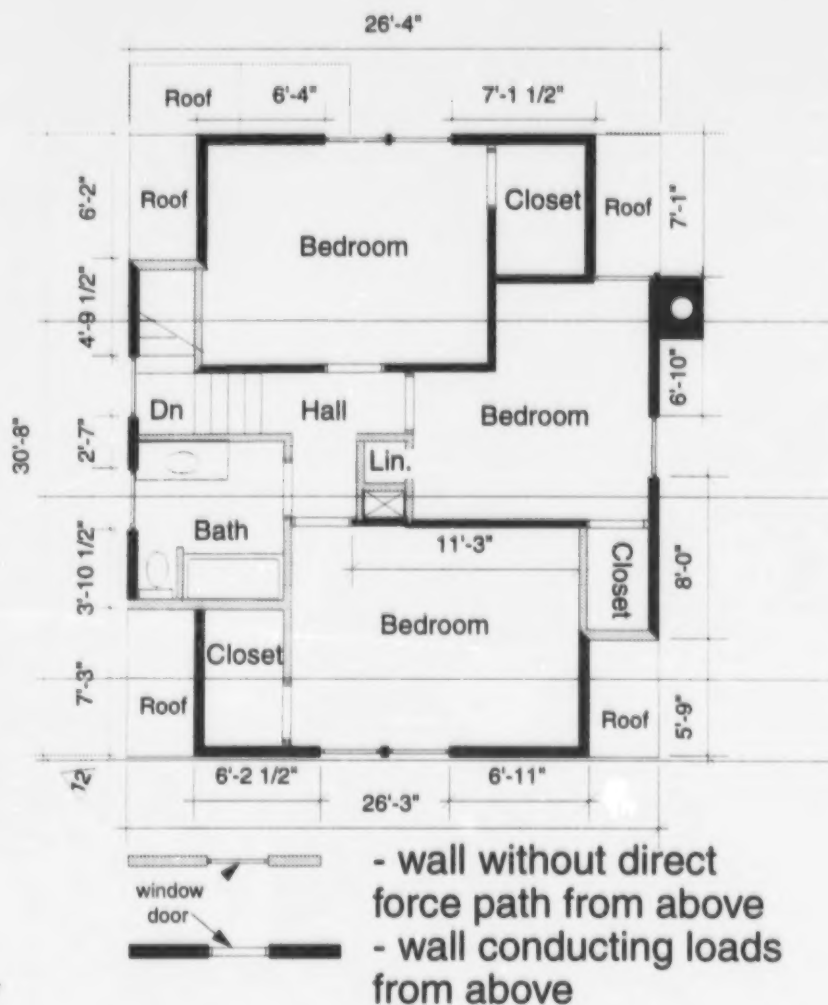 26'-4"
Roof
6'-4"
7'-1 1/2"
6'-2"
Roof
Closet
Roof
7'-1"
Bedroom
4'-9 1/2"
6'-10"
30'-8"
Dn
Hall
Bedroom
2'-7"
Lin.
Bath
3'-10 1/2"
11'-3"
Closet
8'-0"
Bedroom
Closet
7'-3"
Roof
Roof
5'-9"
12
6'-2 1/2"
6'-11"
26'-3"
- wall without direct
force path from above
window
door
- wall conducting loads
from above